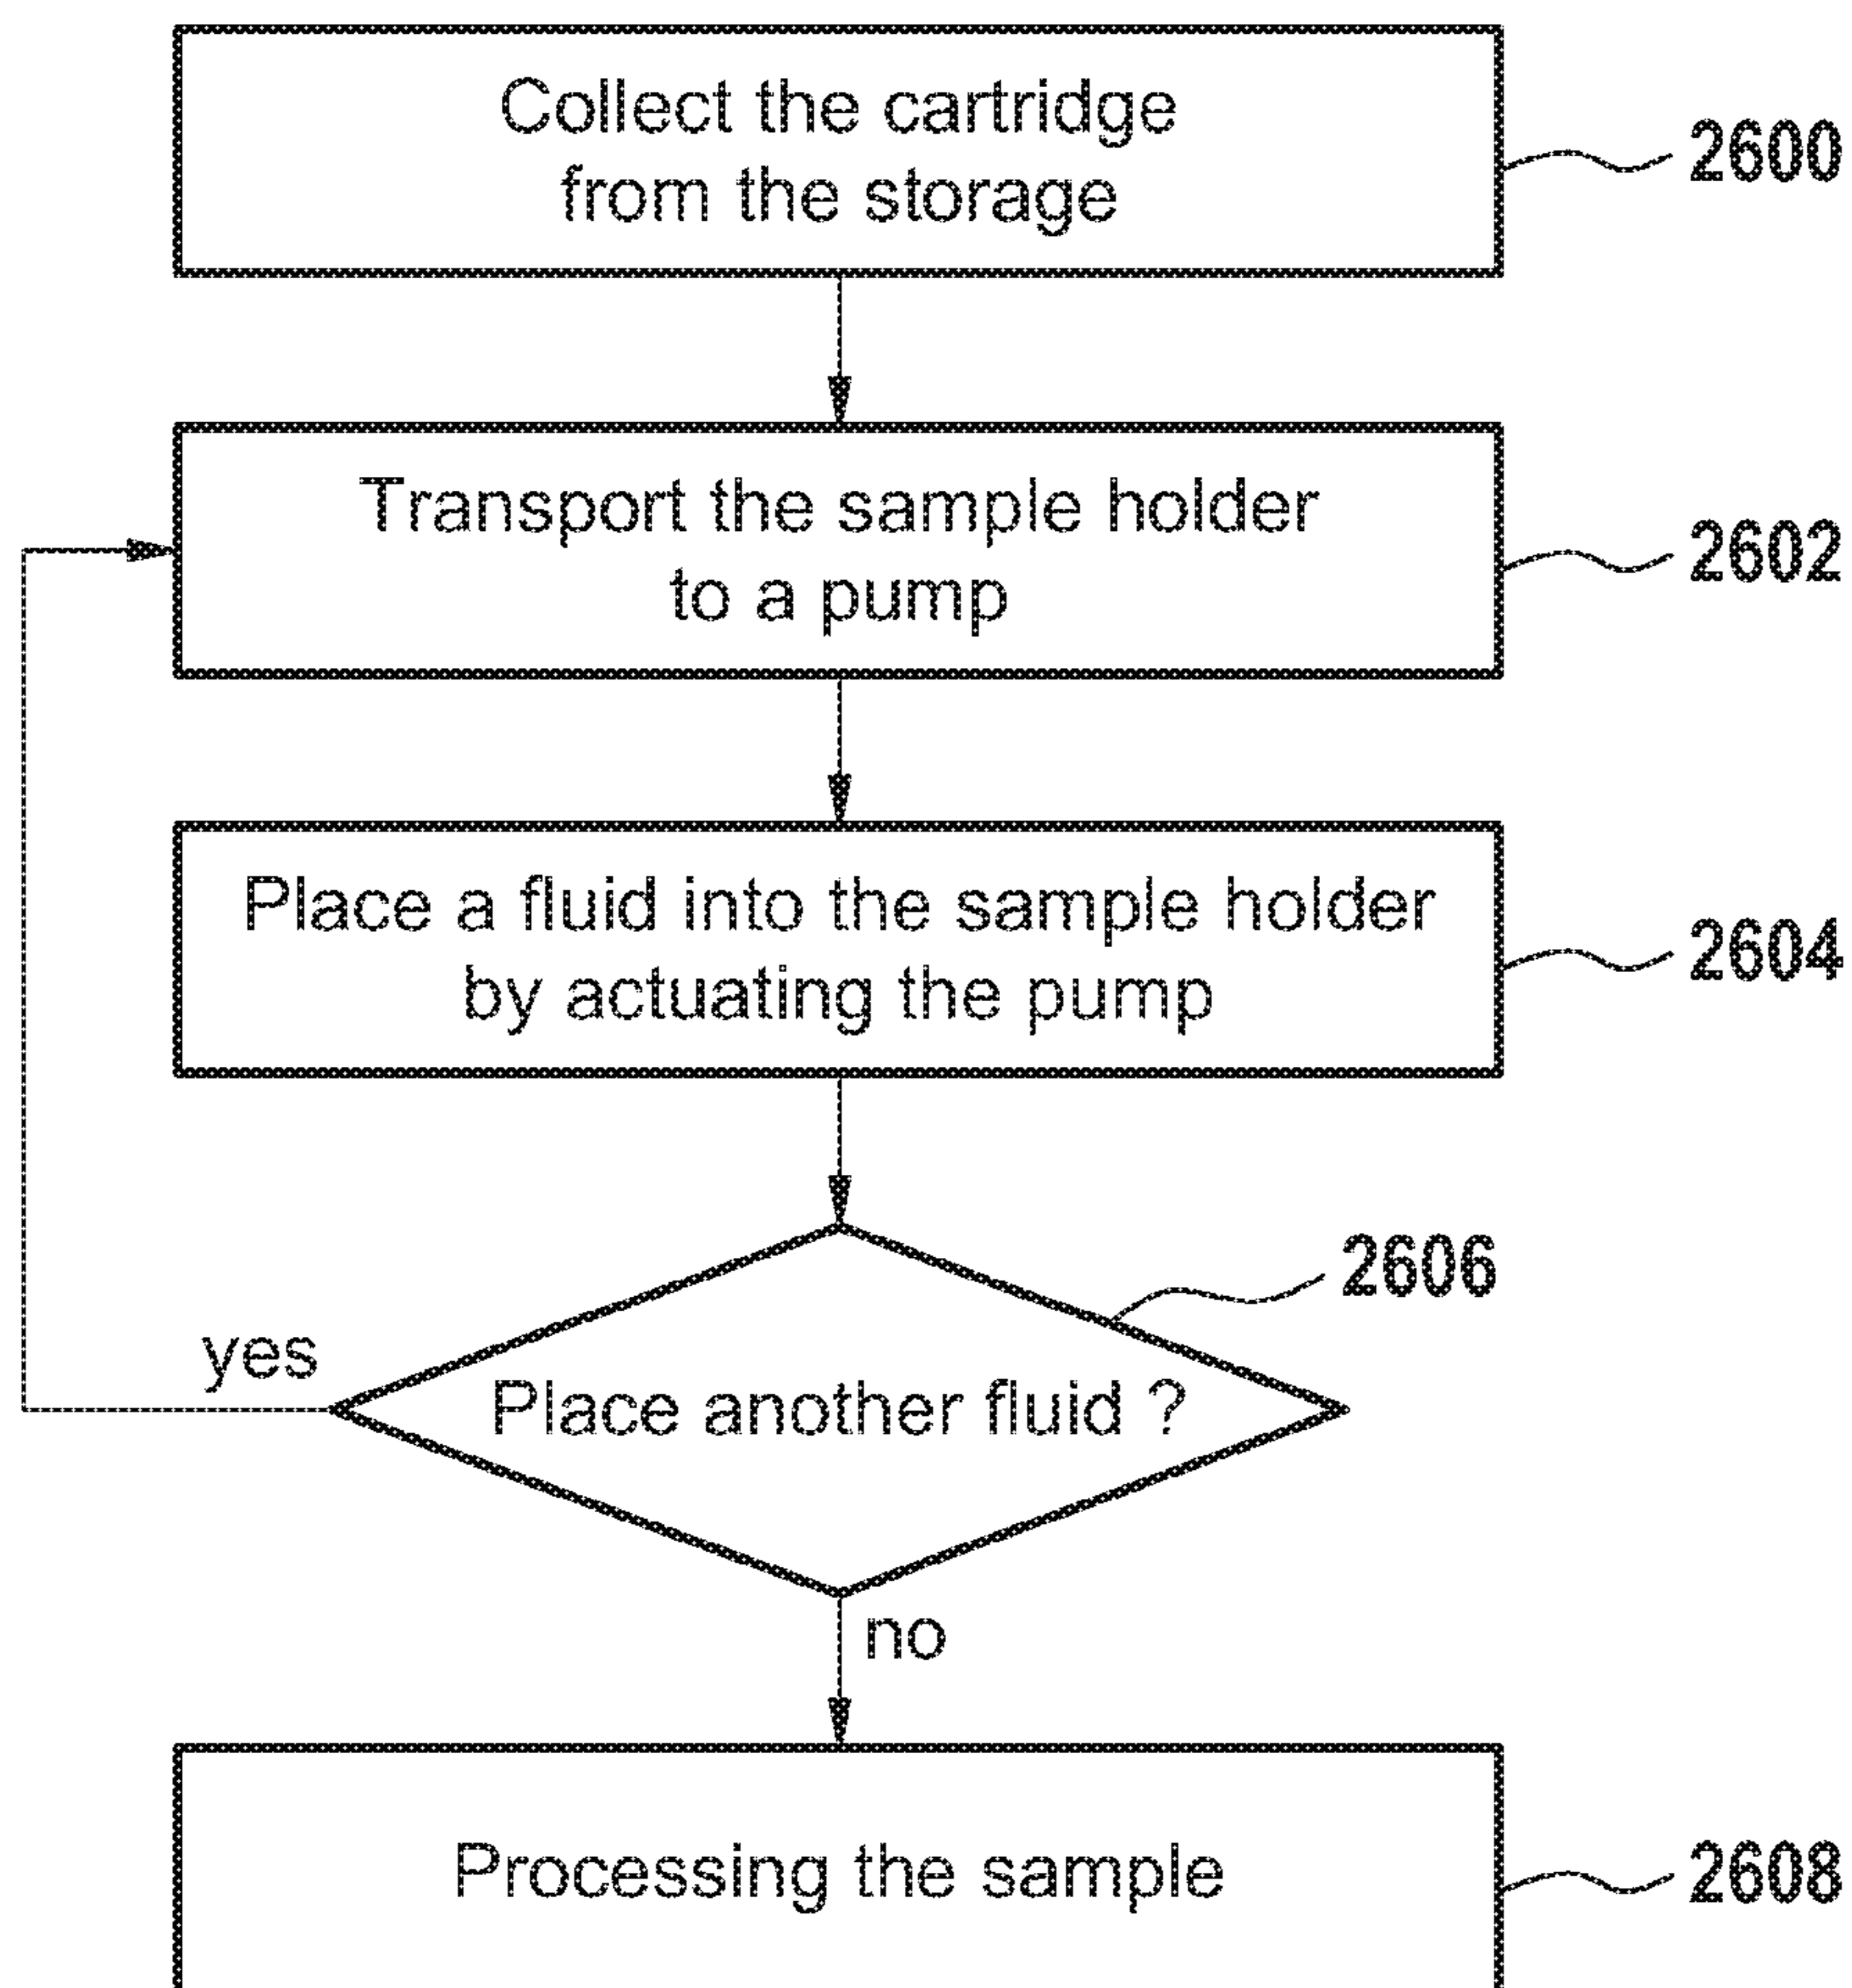 Collect the cartridge
from the storage
2600
Transport the sample holder
to a pump
2602
Place a fluid into the sample holder
by actuating the pump
2604
2606
yes
Place another fluid ?
no
Processing the sample
2608